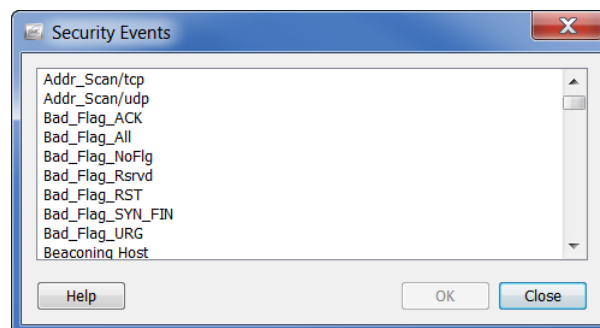 Security Events
Addr_Scan/tcp
Addr_Scan/udp
Bad_Flag_ACK
Bad_Flag_All
Bad_Flag_NoFlg
Bad_Flag_Rsrvd
Bad_Flag_RST
Bad_Flag_SYN_FIN
Bad_Flag_URG
Beaconing Host
Help OK Close